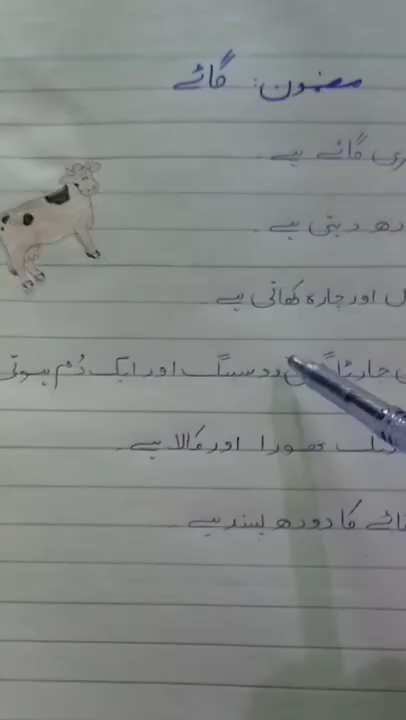 مضمون: گائے
گائے ہے۔
دیتی ہے۔
اور چارہ کھاتی ہے
دو سینگ اور ایک دُم ہوتی
بھورا اور کالا ہے۔
گائے کا دودھ پسند ہے